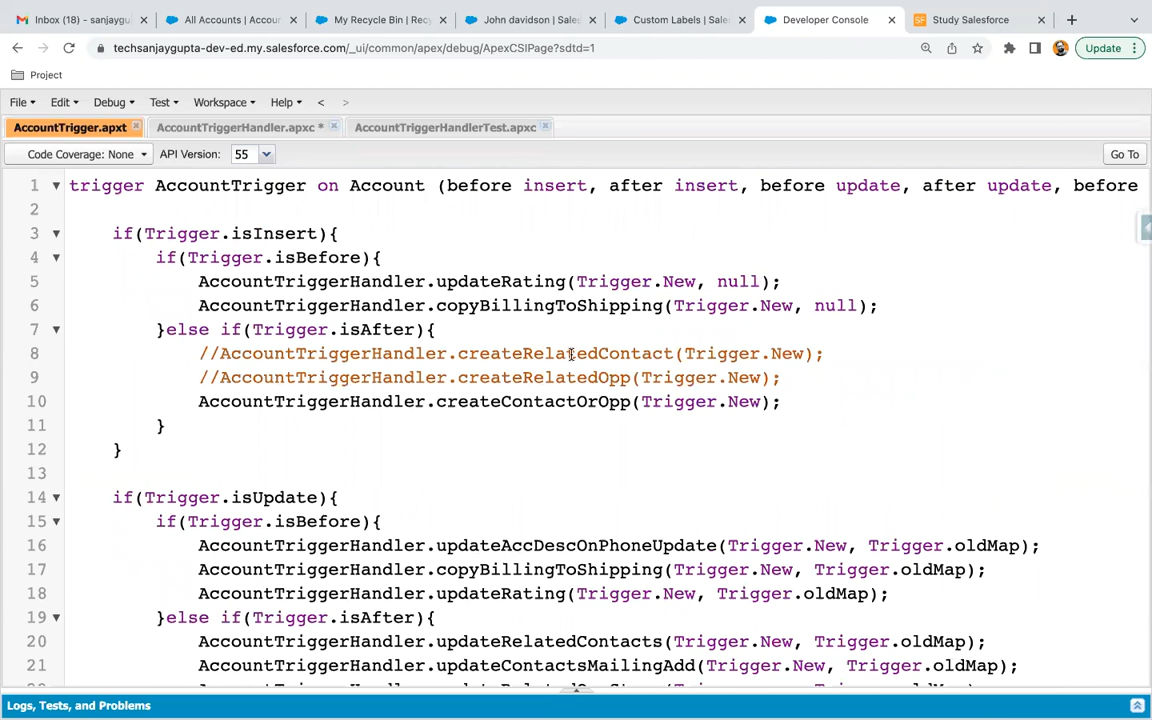 Inbox (18) - sanjaygu
All Accounts | Accoun
My Recycle Bin | Recy
John davidson | Sales
Custom Labels | Sales
Developer Console
Study Salesforce
techsanjaygupta-dev-ed.my.salesforce.com/_ui/common/apex/debug/ApexCSIPage?sdtd=1
Update
Project
File Edit Debug Test Workspace Help < >
AccountTrigger.apxt AccountTriggerHandler.apxc * AccountTriggerHandlerTest.apxc
Code Coverage: None API Version: 55 Go To
1 trigger AccountTrigger on Account (before insert, after insert, before update, after update, before
2
3 if(Trigger.isInsert){
4 if(Trigger.isBefore){
5 AccountTriggerHandler.updateRating(Trigger.New, null);
6 AccountTriggerHandler.copyBillingToShipping(Trigger.New, null);
7 }else if(Trigger.isAfter){
8 //AccountTriggerHandler.createRelatedContact(Trigger.New);
9 //AccountTriggerHandler.createRelatedOpp(Trigger.New);
10 AccountTriggerHandler.createContactOrOpp(Trigger.New);
11 }
12 }
13
14 if(Trigger.isUpdate){
15 if(Trigger.isBefore){
16 AccountTriggerHandler.updateAccDescOnPhoneUpdate(Trigger.New, Trigger.oldMap);
17 AccountTriggerHandler.copyBillingToShipping(Trigger.New, Trigger.oldMap);
18 AccountTriggerHandler.updateRating(Trigger.New, Trigger.oldMap);
19 }else if(Trigger.isAfter){
20 AccountTriggerHandler.updateRelatedContacts(Trigger.New, Trigger.oldMap);
21 AccountTriggerHandler.updateContactsMailingAdd(Trigger.New, Trigger.oldMap);
Logs, Tests, and Problems